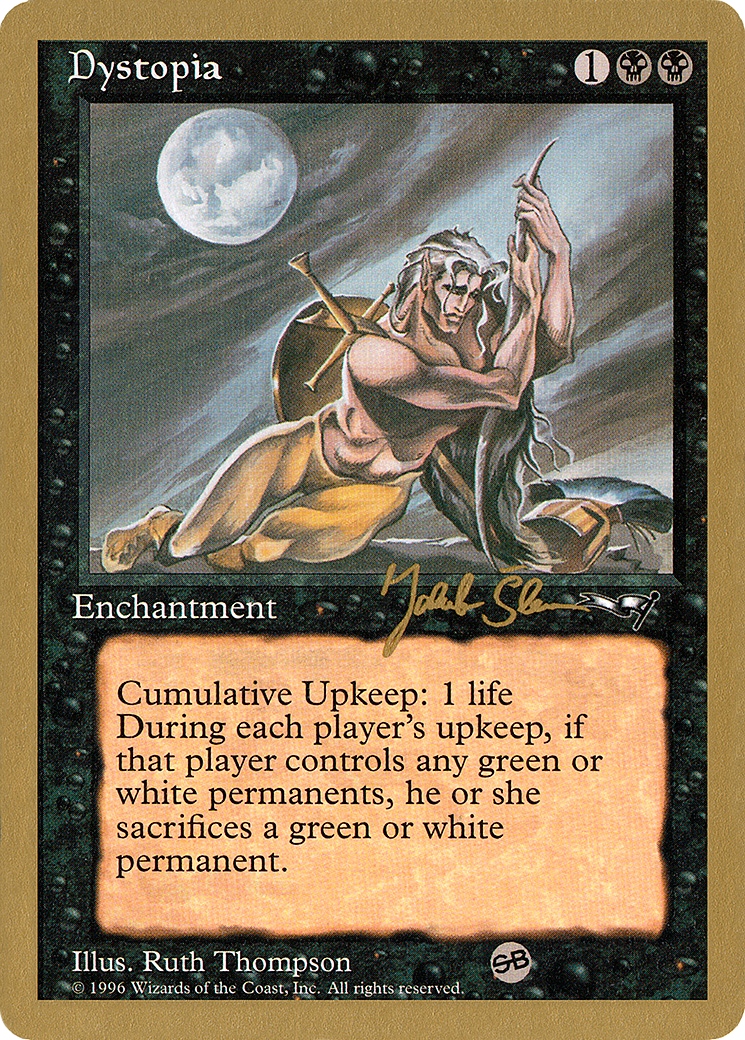 Dystopia 1
Enchantment
Cumulative Upkeep: 1 life
During each player's upkeep, if
that player controls any green or
white permanents, he or she
sacrifices a green or white
permanent.
Illus. Ruth Thompson
SB
© 1996 Wizards of the Coast, Inc. All rights reserved.